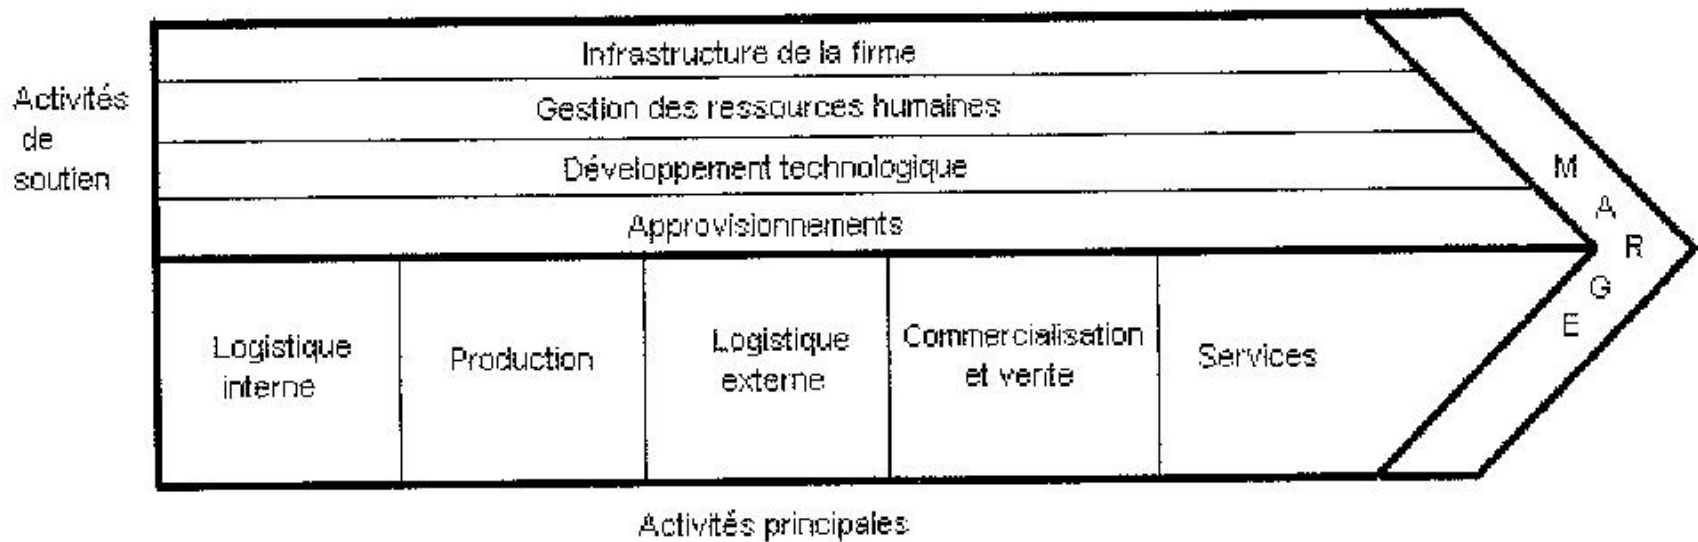 Infrastructure de la firme
Activités
de
soutien
Gestion des ressources humaines
Développement technologique
Approvisionnements
MARGE
Logistique
interne
Production
Logistique
externe
Commercialisation
et vente
Services
Activités principales